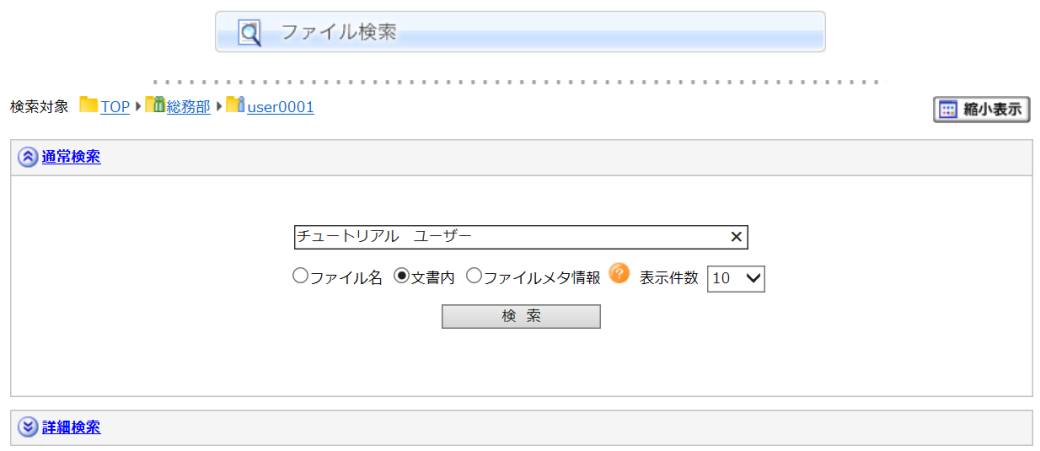 ファイル検索
検索対象 TOP 総務部 user0001
縮小表示
通常検索
チュートリアル　ユーザー ×
ファイル名 文書内 ファイルメタ情報 ? 表示件数 10
検 索
詳細検索